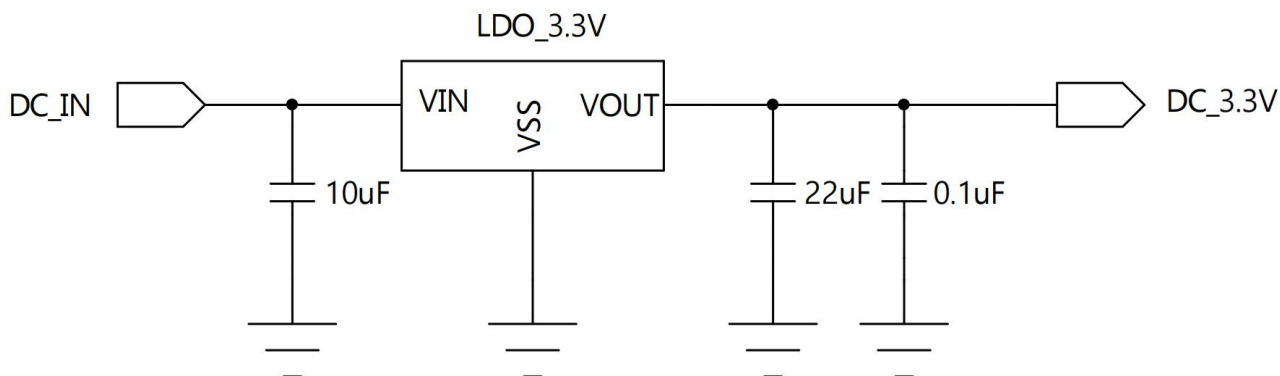 LDO_3.3V
DC_IN
VIN
VSS
VOUT
DC_3.3V
10uF
22uF
0.1uF